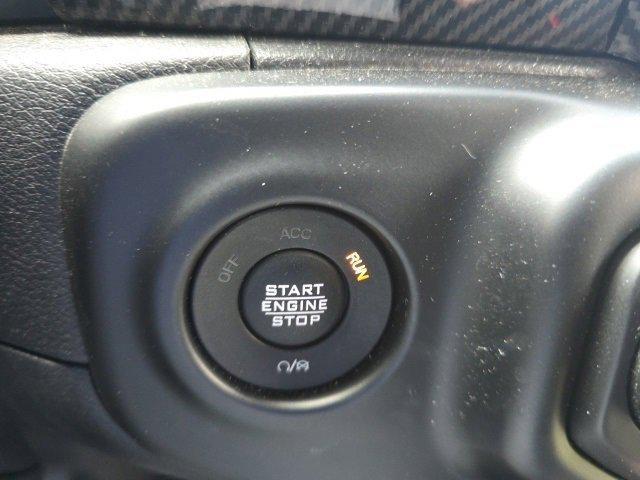 ACC
OFF
RUN
START
ENGINE
STOP